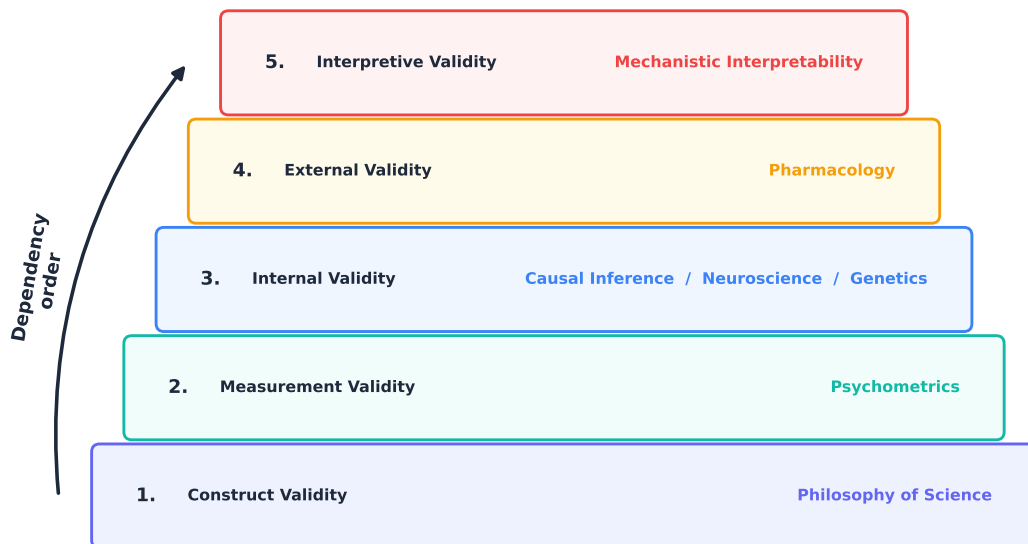 5. Interpretive Validity Mechanistic Interpretability
4. External Validity Pharmacology
Dependency
order
3. Internal Validity Causal Inference / Neuroscience / Genetics
2. Measurement Validity Psychometrics
1. Construct Validity Philosophy of Science